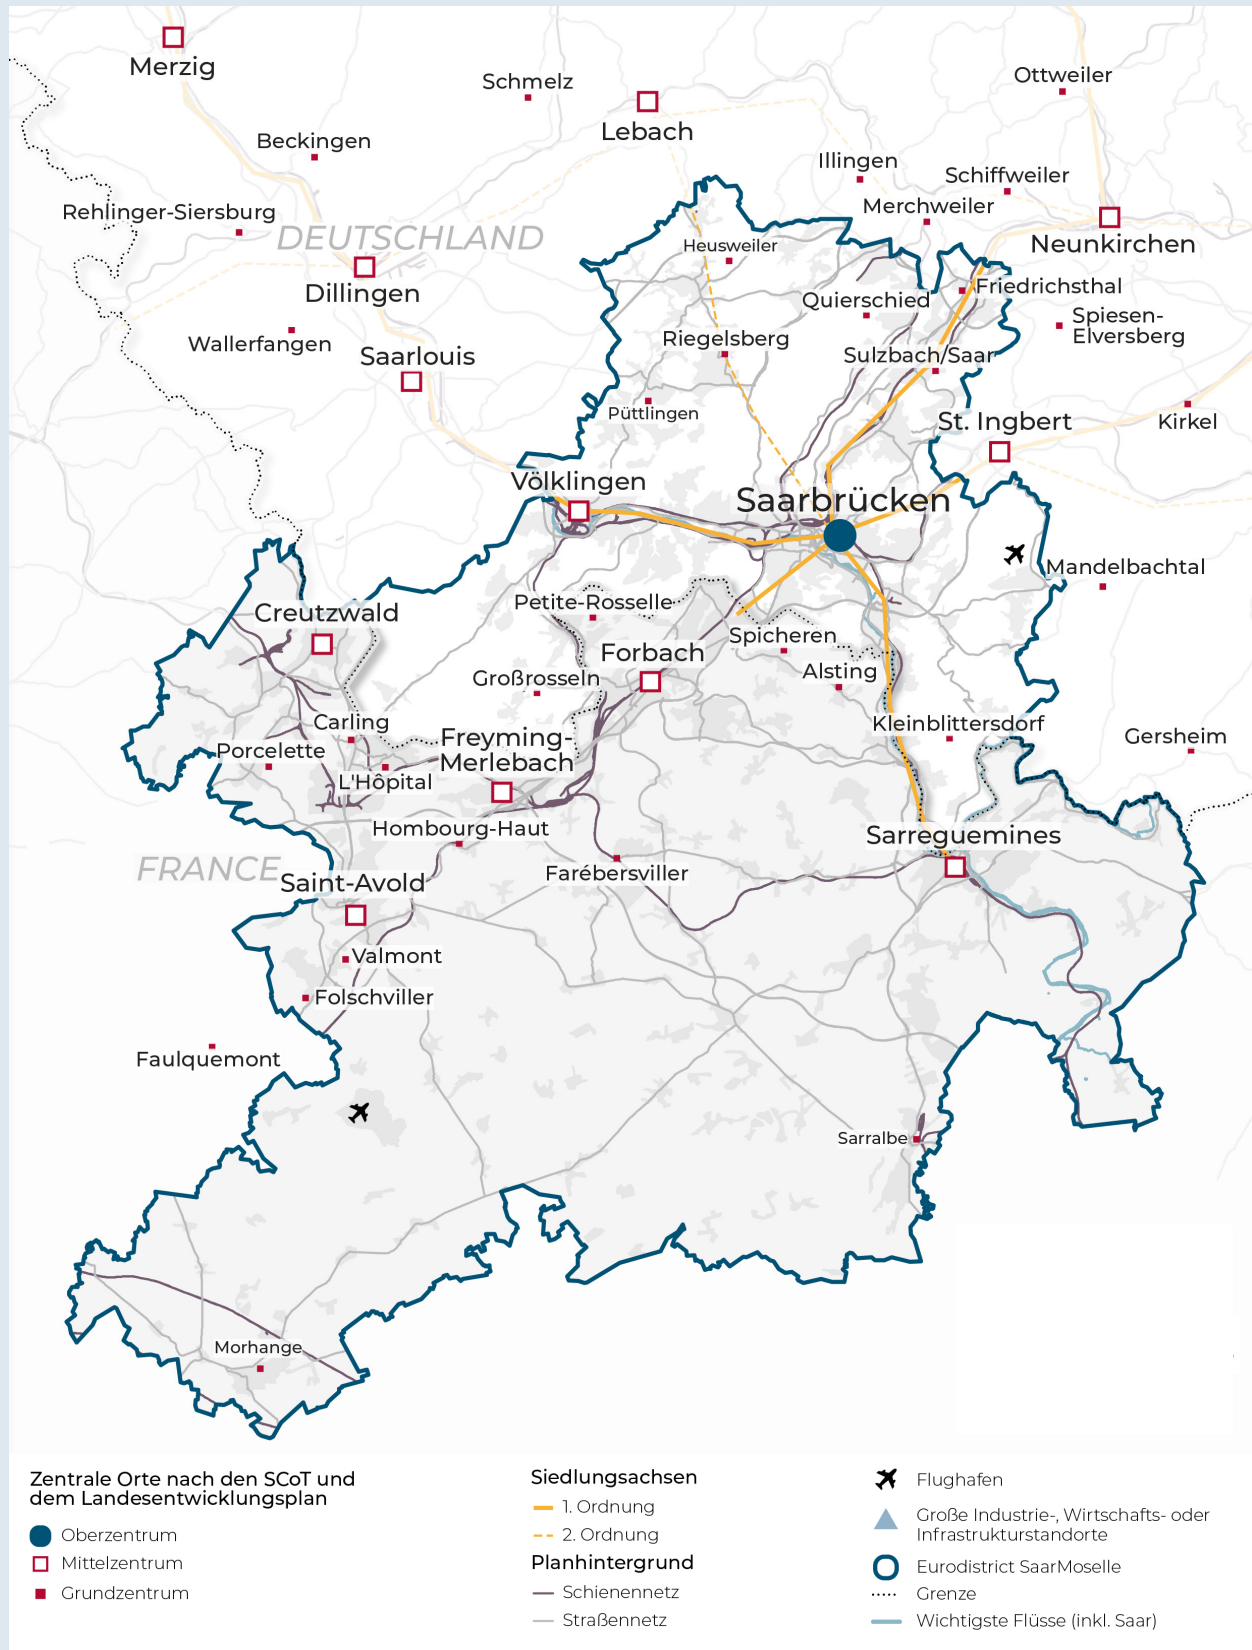 Merzig
Schmelz
Ottweiler
Lebach
Beckingen
Illingen
Schiffweiler
Rehlinger-Siersburg
Merchweiler
DEUTSCHLAND
Heusweiler
Neunkirchen
Dillingen
Quierschied
Friedrichsthal
Spiesen-
Elversberg
Wallerfangen
Riegelsberg
Saarlouis
Sulzbach/Saar
Püttlingen
St. Ingbert
Kirkel
Völklingen
Saarbrücken
Mandelbachtal
Petite-Rosselle
Creutzwald
Spicheren
Forbach
Alsting
Großrosseln
Carling
Kleinblittersdorf
Freyming-
Merlebach
Gersheim
Porcelette
L'Hôpital
Hombourg-Haut
Sarreguemines
FRANCE
Farébersviller
Saint-Avold
Valmont
Folschviller
Faulquemont
Sarralbe
Morhange
Zentrale Orte nach den SCoT und
dem Landesentwicklungsplan
Oberzentrum
Mittelzentrum
Grundzentrum
Siedlungsachsen
1. Ordnung
2. Ordnung
Planhintergrund
Schienennetz
Straßennetz
Flughafen
Große Industrie-, Wirtschafts- oder
Infrastrukturstandorte
Eurodistrict SaarMoselle
Grenze
Wichtigste Flüsse (inkl. Saar)